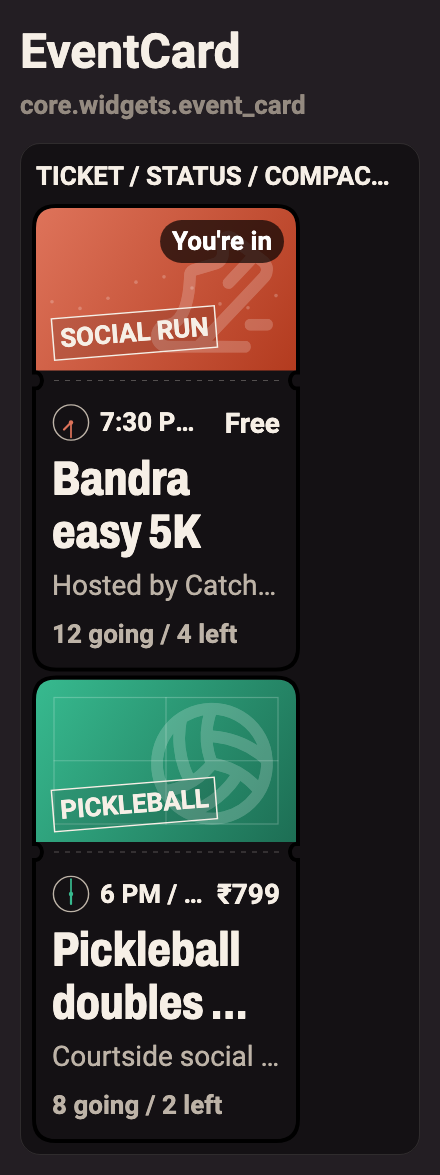 EventCard
core.widgets.event_card
TICKET / STATUS / COMPAC...
You're in
SOCIAL RUN
7:30 P...
Free
Bandra
easy 5K
Hosted by Catch...
12 going / 4 left
PICKLEBALL
6 PM / ...
₹799
Pickleball
doubles ...
Courtside social ...
8 going / 2 left